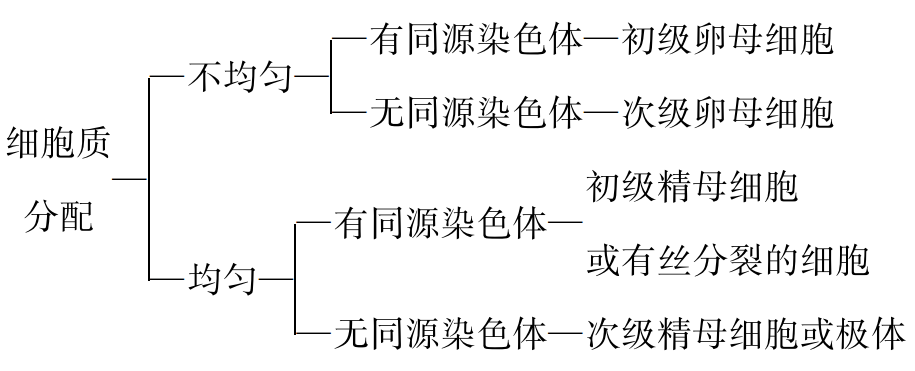 细胞质
分配
不均匀
有同源染色体
初级卵母细胞
无同源染色体
次级卵母细胞
均匀
有同源染色体
初级精母细胞
或有丝分裂的细胞
无同源染色体
次级精母细胞或极体